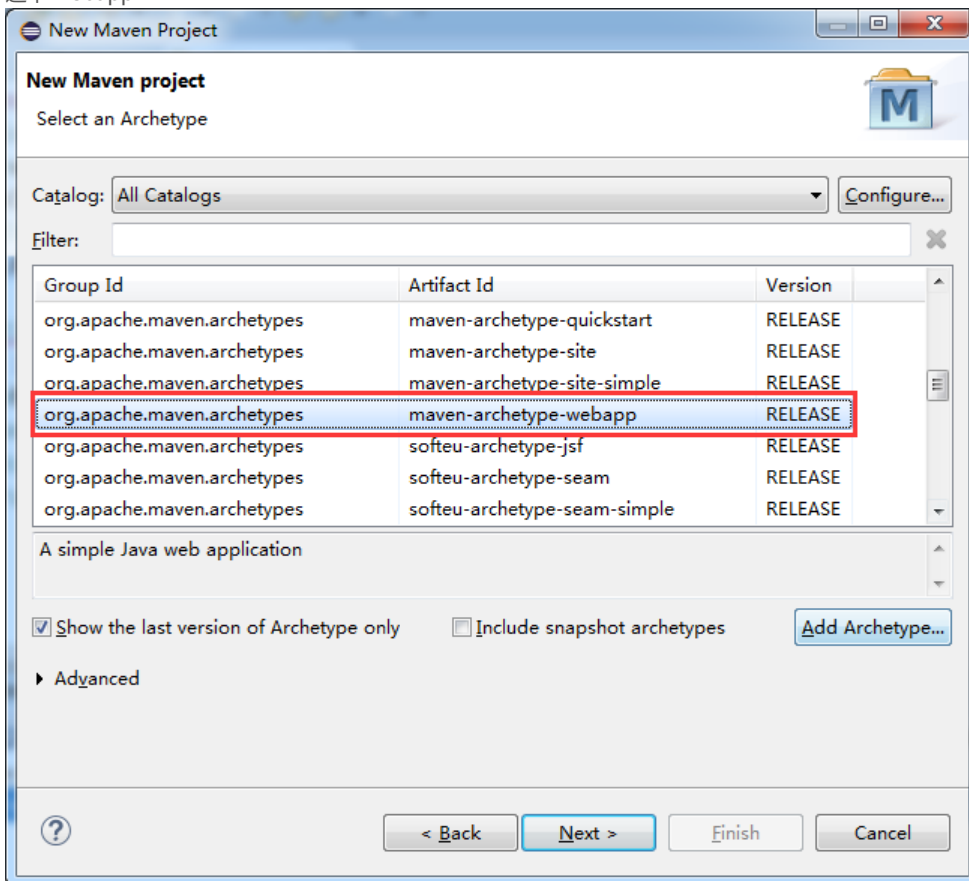 New Maven Project
New Maven project
Select an Archetype
M
Catalog: All Catalogs Configure...
Filter:
Group Id Artifact Id Version
org.apache.maven.archetypes maven-archetype-quickstart RELEASE
org.apache.maven.archetypes maven-archetype-site RELEASE
org.apache.maven.archetypes maven-archetype-site-simple RELEASE
org.apache.maven.archetypes maven-archetype-webapp RELEASE
org.apache.maven.archetypes softeu-archetype-jsf RELEASE
org.apache.maven.archetypes softeu-archetype-seam RELEASE
org.apache.maven.archetypes softeu-archetype-seam-simple RELEASE
A simple Java web application
Show the last version of Archetype only Include snapshot archetypes Add Archetype...
Advanced
? < Back Next > Finish Cancel